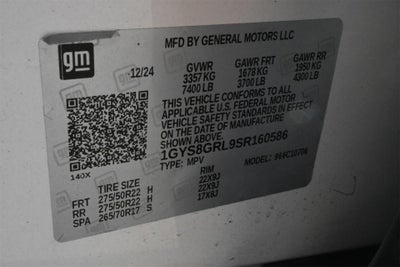 gm
MFD BY GENERAL MOTORS LLC
12/24
GVWR GAWR FRT GAWR RR
3357 KG 1678 KG 1950 KG
7400 LB 3700 LB 4300 LB
THIS VEHICLE CONFORMS TO ALL
APPLICABLE U.S. FEDERAL MOTOR
VEHICLE SAFETY STANDARDS IN EFFECT
ON THE DATE OF MANUFACTURE
SHOWN ABOVE.
1GYS8GRL9SR160586
TYPE: MPV MODEL:
140X
TIRE SIZE RIM
FRT 275/50R22 H 22X9J
RR 275/50R22 H 22X9J
SPA 265/70R17 S 17X8J